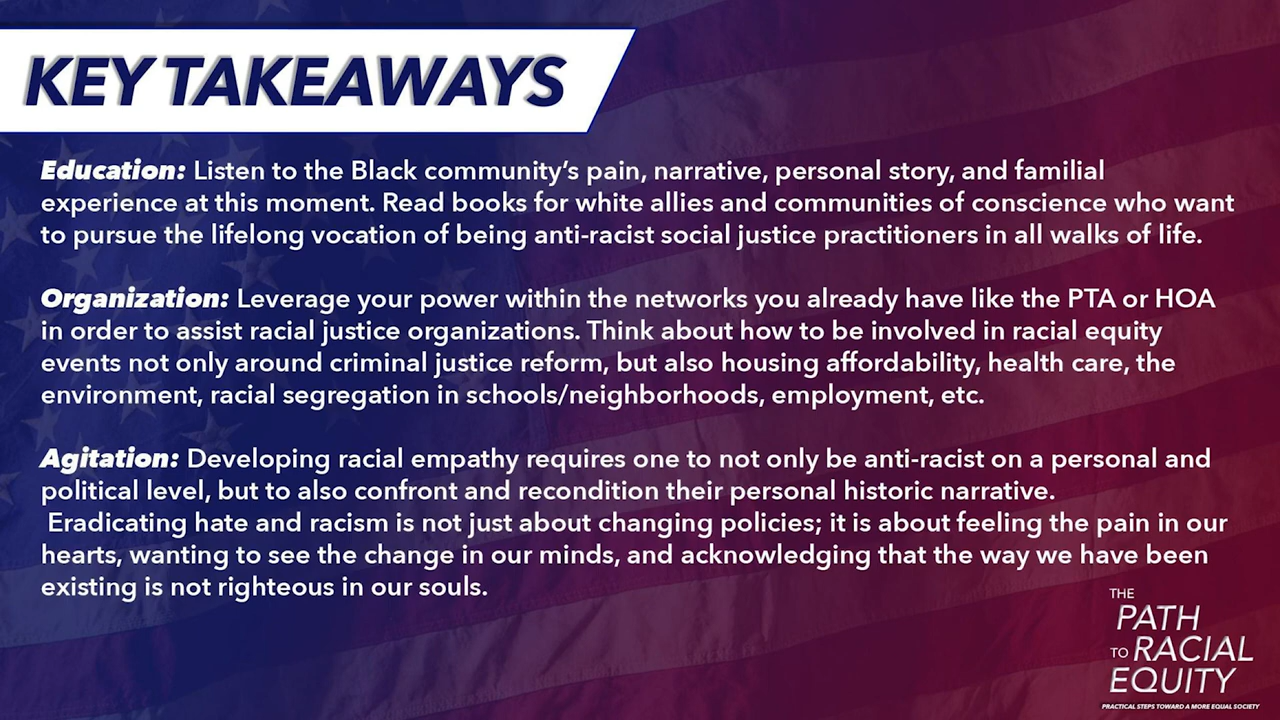 KEY TAKEAWAYS
Education: Listen to the Black community’s pain, narrative, personal story, and familial
experience at this moment. Read books for white allies and communities of conscience who want
to pursue the lifelong vocation of being anti-racist social justice practitioners in all walks of life.
Organization: Leverage your power within the networks you already have like the PTA or HOA
in order to assist racial justice organizations. Think about how to be involved in racial equity
events not only around criminal justice reform, but also housing affordability, health care, the
environment, racial segregation in schools/neighborhoods, employment, etc.
Agitation: Developing racial empathy requires one to not only be anti-racist on a personal and
political level, but to also confront and recondition their personal historic narrative.
Eradicating hate and racism is not just about changing policies; it is about feeling the pain in our
hearts, wanting to see the change in our minds, and acknowledging that the way we have been
existing is not righteous in our souls.
THE
PATH
TO RACIAL
EQUITY
PRACTICAL STEPS TOWARD A MORE EQUAL SOCIETY